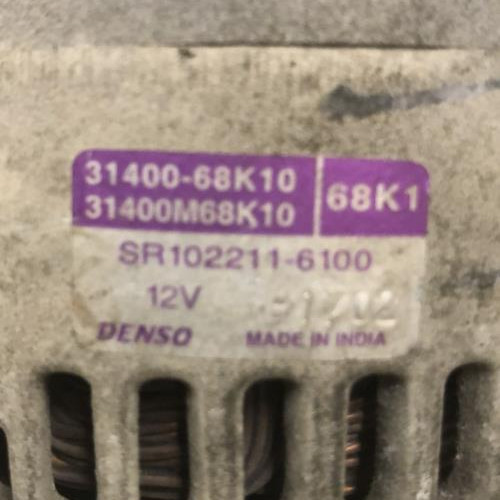 31400-68K10
31400M68K10
68K1
SR102211-6100
12V
DENSO
MADE IN INDIA